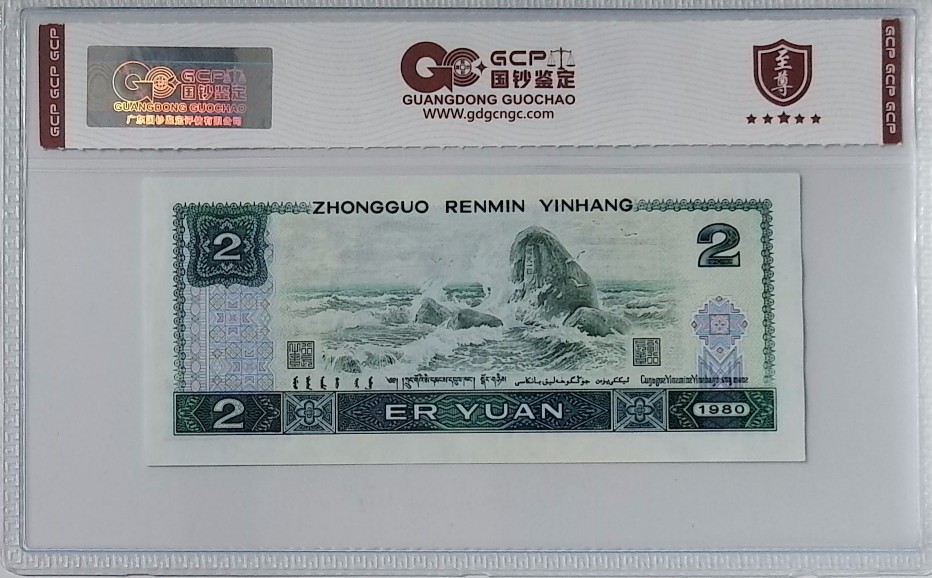 GCP GCP
GCP
国钞鉴定
GUANGDONG GUOCHAO
广东国钞鉴定评估有限公司
GCP
国钞鉴定
GUANGDONG GUOCHAO
www.gdgcngc.com
至尊
GCP GCP GCP
ZHONGGUO RENMIN YINHANG
2
2
2
ER YUAN
1980